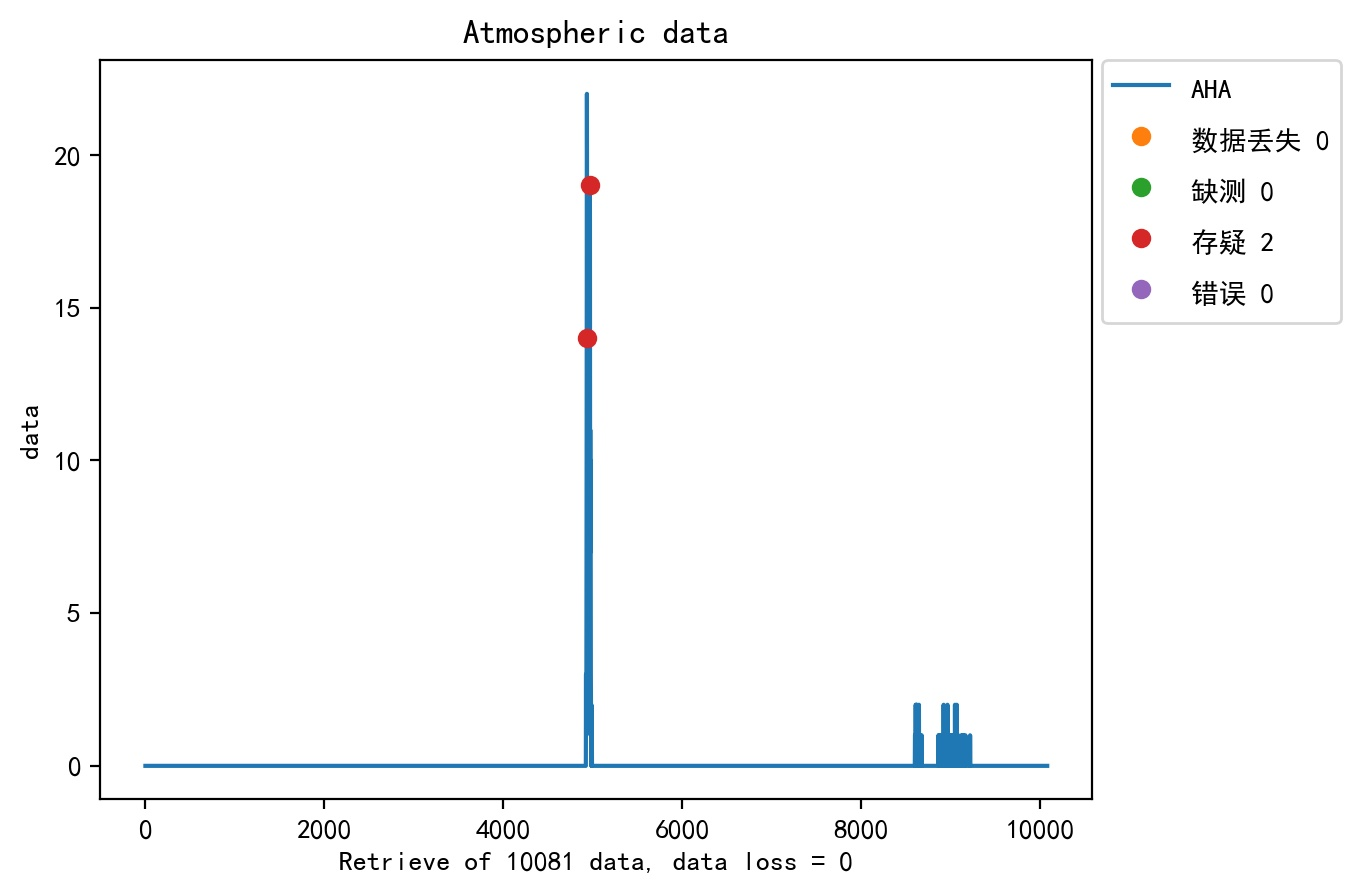 Atmospheric data
AHA
数据丢失 0
缺测 0
存疑 2
错误 0
data
20
15
10
5
0
0 2000 4000 6000 8000 10000
Retrieve of 10081 data, data loss = 0